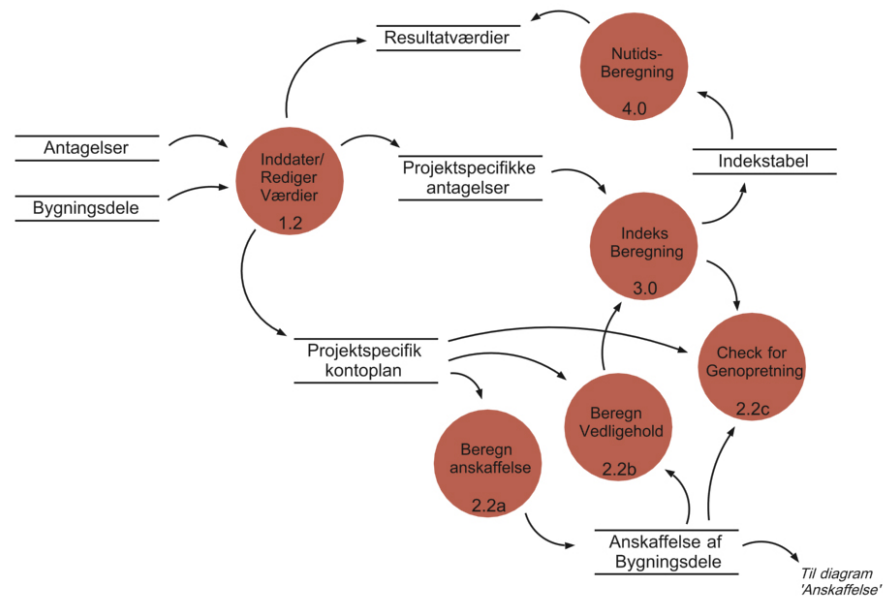 Resultatværdier
Nutids-
Beregning
4.0
Antagelser
Bygningsdele
Inddater/
Rediger
Værdier
1.2
Projektspecifikke
antagelser
Indekstabel
Indeks
Beregning
3.0
Projektspecifik
kontoplan
Check for
Genopretning
2.2c
Beregn
Vedligehold
2.2b
Beregn
anskaffelse
2.2a
Anskaffelse af
Bygningsdele
Til diagram
'Anskaffelse'